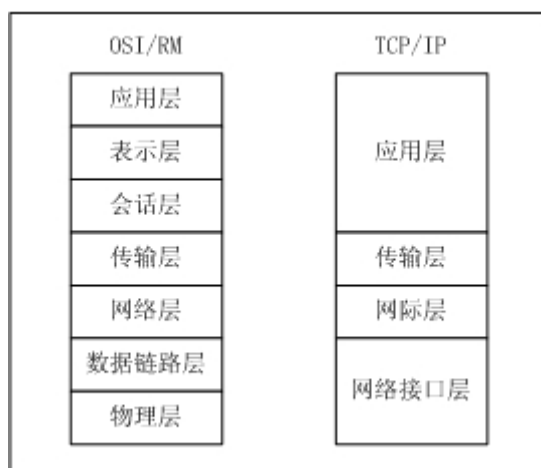 OSI/RM
应用层
表示层
会话层
传输层
网络层
数据链路层
物理层
TCP/IP
应用层
传输层
网际层
网络接口层